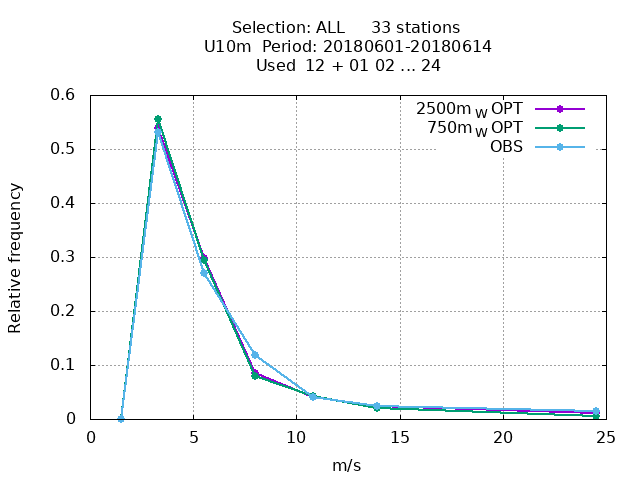 Selection: ALL     33 stations
U10m  Period: 20180601-20180614
Used  12 + 01 02 ... 24
Relative frequency
0.6
0.5
0.4
0.3
0.2
0.1
0
0 5 10 15 20 25
m/s
2500m W OPT
750m W OPT
OBS